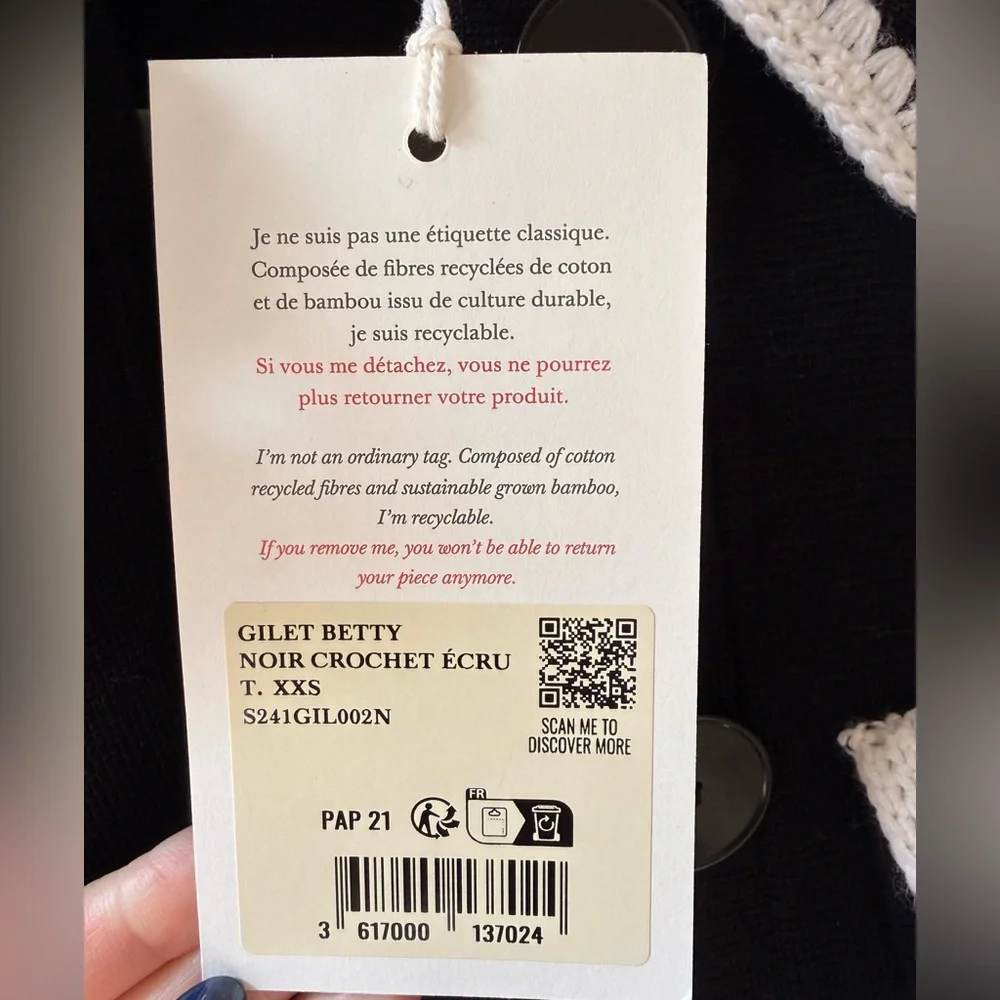 Je ne suis pas une étiquette classique.
Composée de fibres recyclées de coton
et de bambou issu de culture durable,
je suis recyclable.
Si vous me détachez, vous ne pourrez
plus retourner votre produit.
I'm not an ordinary tag. Composed of cotton
recycled fibres and sustainable grown bamboo,
I'm recyclable.
If you remove me, you won't be able to return
your piece anymore.
GILET BETTY
NOIR CROCHET ÉCRU
T. XXS
S241GIL002N
SCAN ME TO
DISCOVER MORE
FR
PAP 21
3 617000 137024